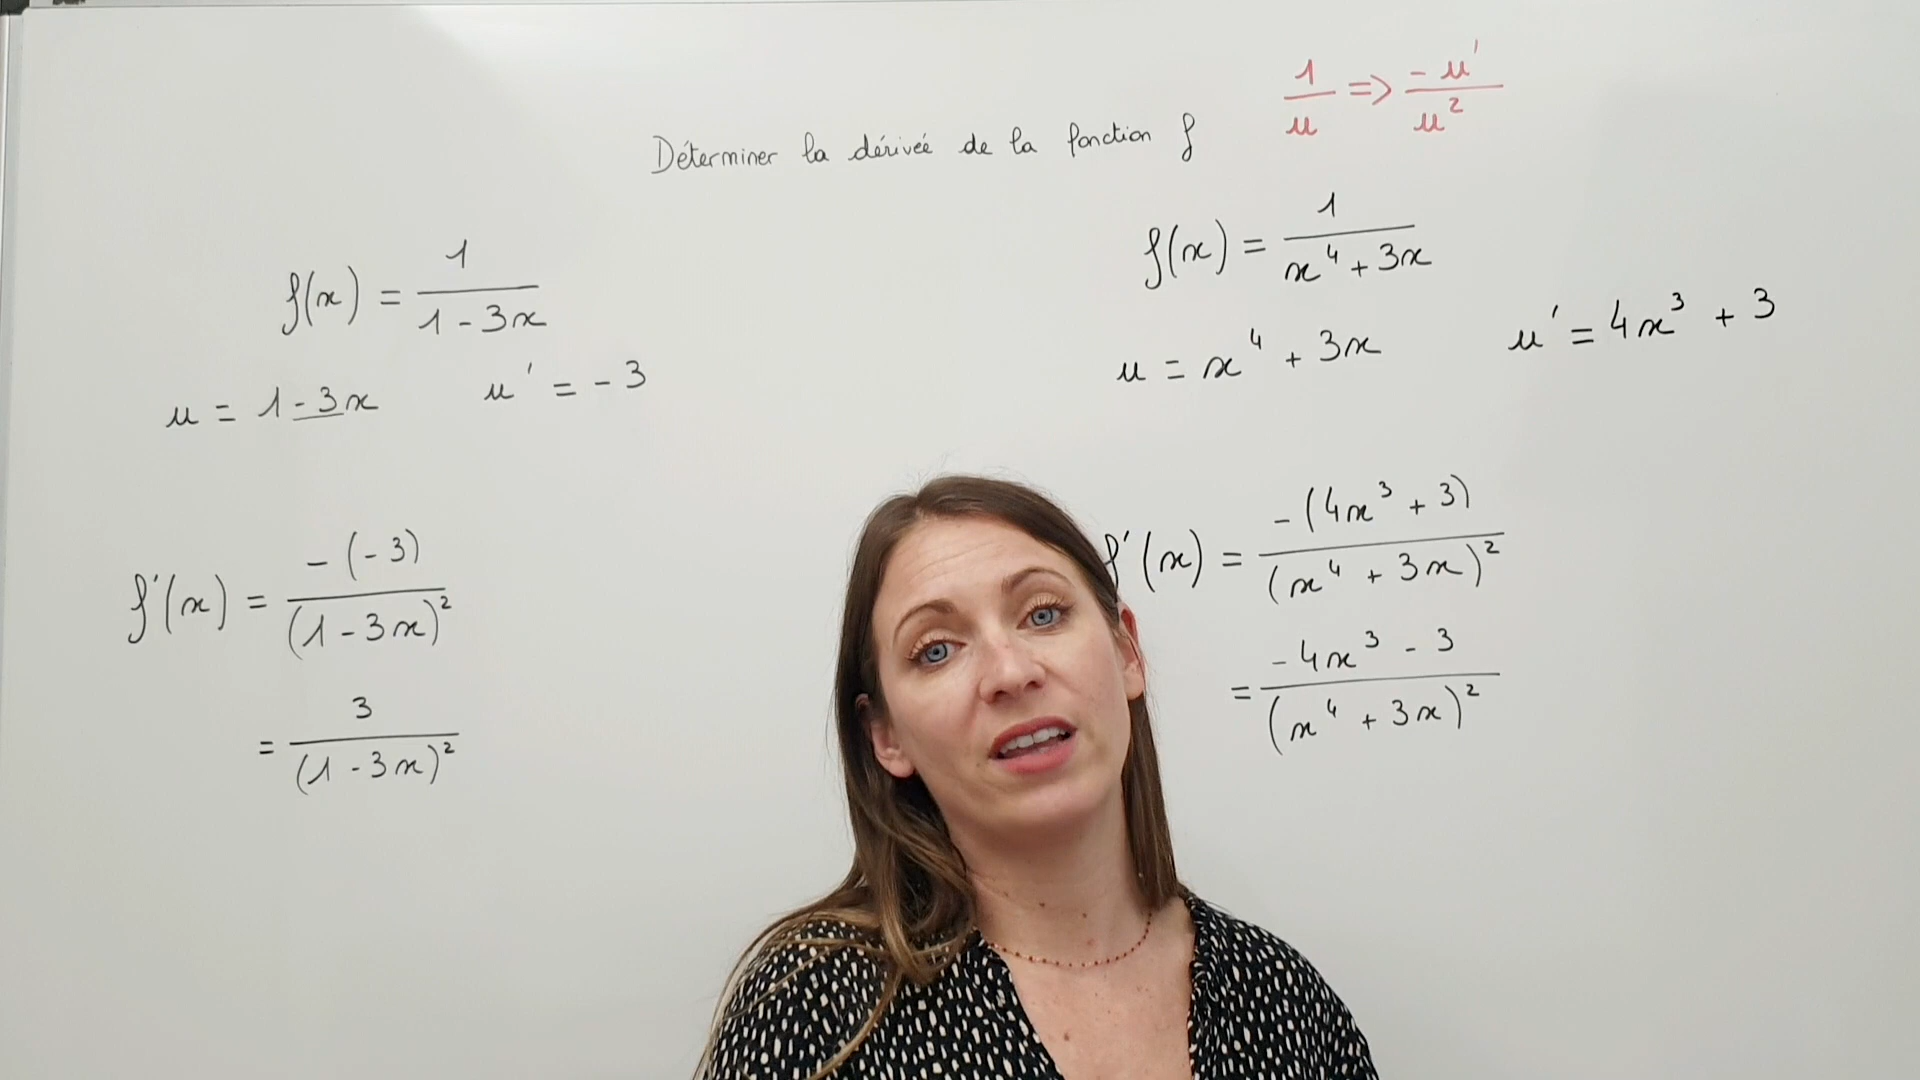 Déterminer la dérivée de la fonction f
1/u => -u'/u²
f(x) = 1/(1 - 3x)
u = 1 - 3x    u' = - 3
f'(x) = -(-3)/(1 - 3x)²
= 3/(1 - 3x)²
f(x) = 1/(x⁴ + 3x)
u = x⁴ + 3x    u' = 4x³ + 3
f'(x) = -(4x³ + 3)/(x⁴ + 3x)²
= (-4x³ - 3)/(x⁴ + 3x)²